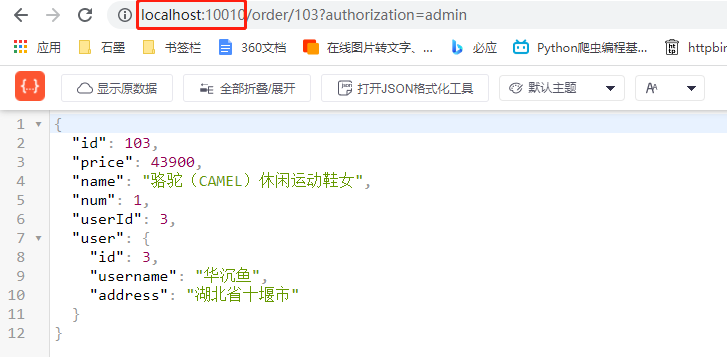 localhost:10010/order/103?authorization=admin
应用 石墨 书签栏 360文档 在线图片转文字、... 必应 Python爬虫编程基... httpbin
{...} 显示原数据 全部折叠/展开 打开JSON格式化工具 默认主题 AA
1 {
2 "id": 103,
3 "price": 43900,
4 "name": "骆驼（CAMEL）休闲运动鞋女",
5 "num": 1,
6 "userId": 3,
7 "user": {
8 "id": 3,
9 "username": "华沉鱼",
10 "address": "湖北省十堰市"
11 }
12 }